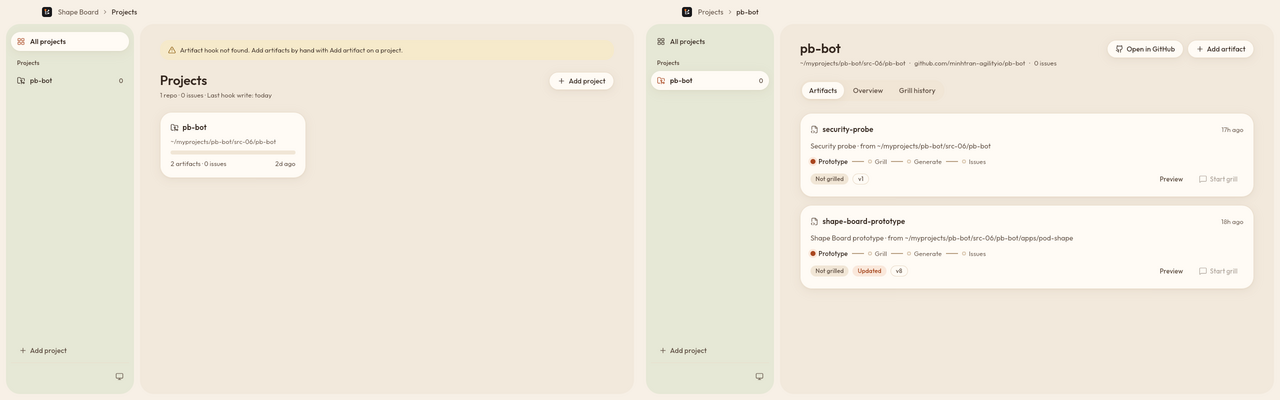 Shape Board > Projects
All projects
Projects
pb-bot 0
Add project
Artifact hook not found. Add artifacts by hand with Add artifact on a project.
Projects
Add project
1 repo · 0 issues · Last hook write: today
pb-bot
~/myprojects/pb-bot/src-06/pb-bot
2 artifacts · 0 issues 2d ago
Projects > pb-bot
All projects
Projects
pb-bot 0
Add project
pb-bot
Open in GitHub
Add artifact
~/myprojects/pb-bot/src-06/pb-bot · github.com/minhtran-agilityio/pb-bot · 0 issues
Artifacts Overview Grill history
security-probe 17h ago
Security probe · from ~/myprojects/pb-bot/src-06/pb-bot
Prototype Grill Generate Issues
Not grilled v1 Preview Start grill
shape-board-prototype 18h ago
Shape Board prototype · from ~/myprojects/pb-bot/src-06/pb-bot/apps/pod-shape
Prototype Grill Generate Issues
Not grilled Updated v8 Preview Start grill